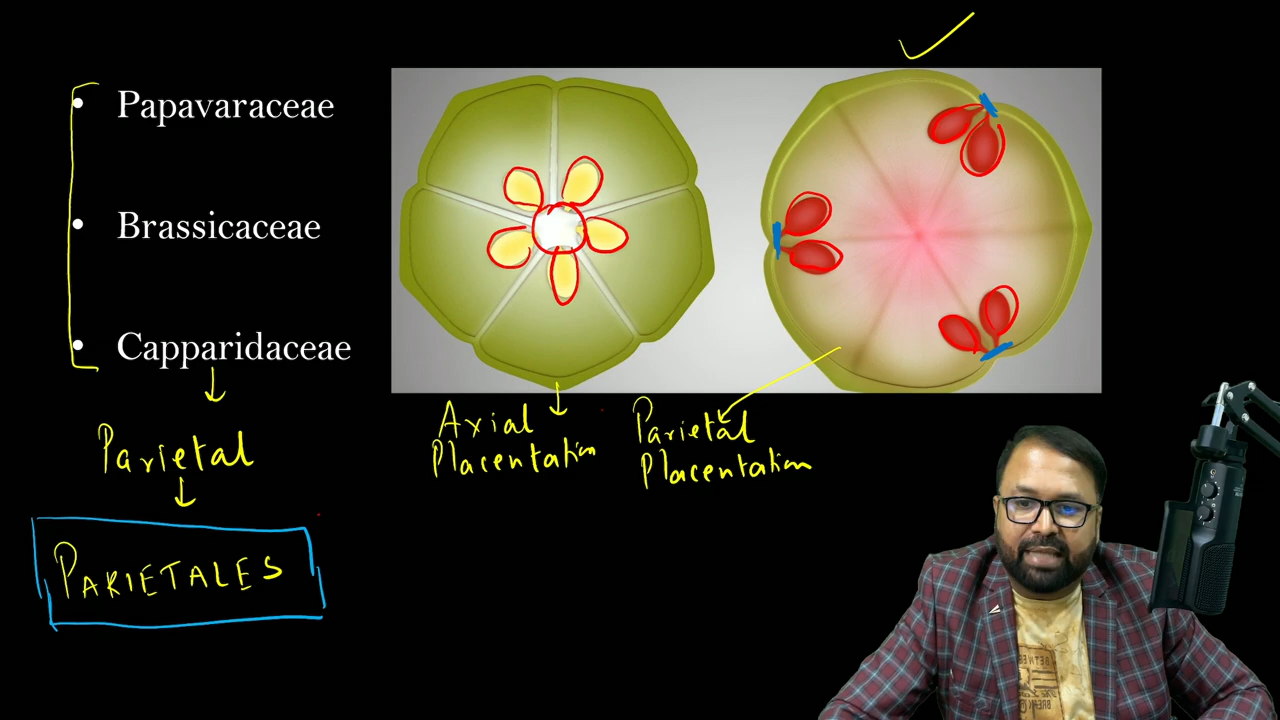 Papavaraceae
Brassicaceae
Capparidaceae
Parietal
PARIETALES
Axial
Placentation
Parietal
Placentation